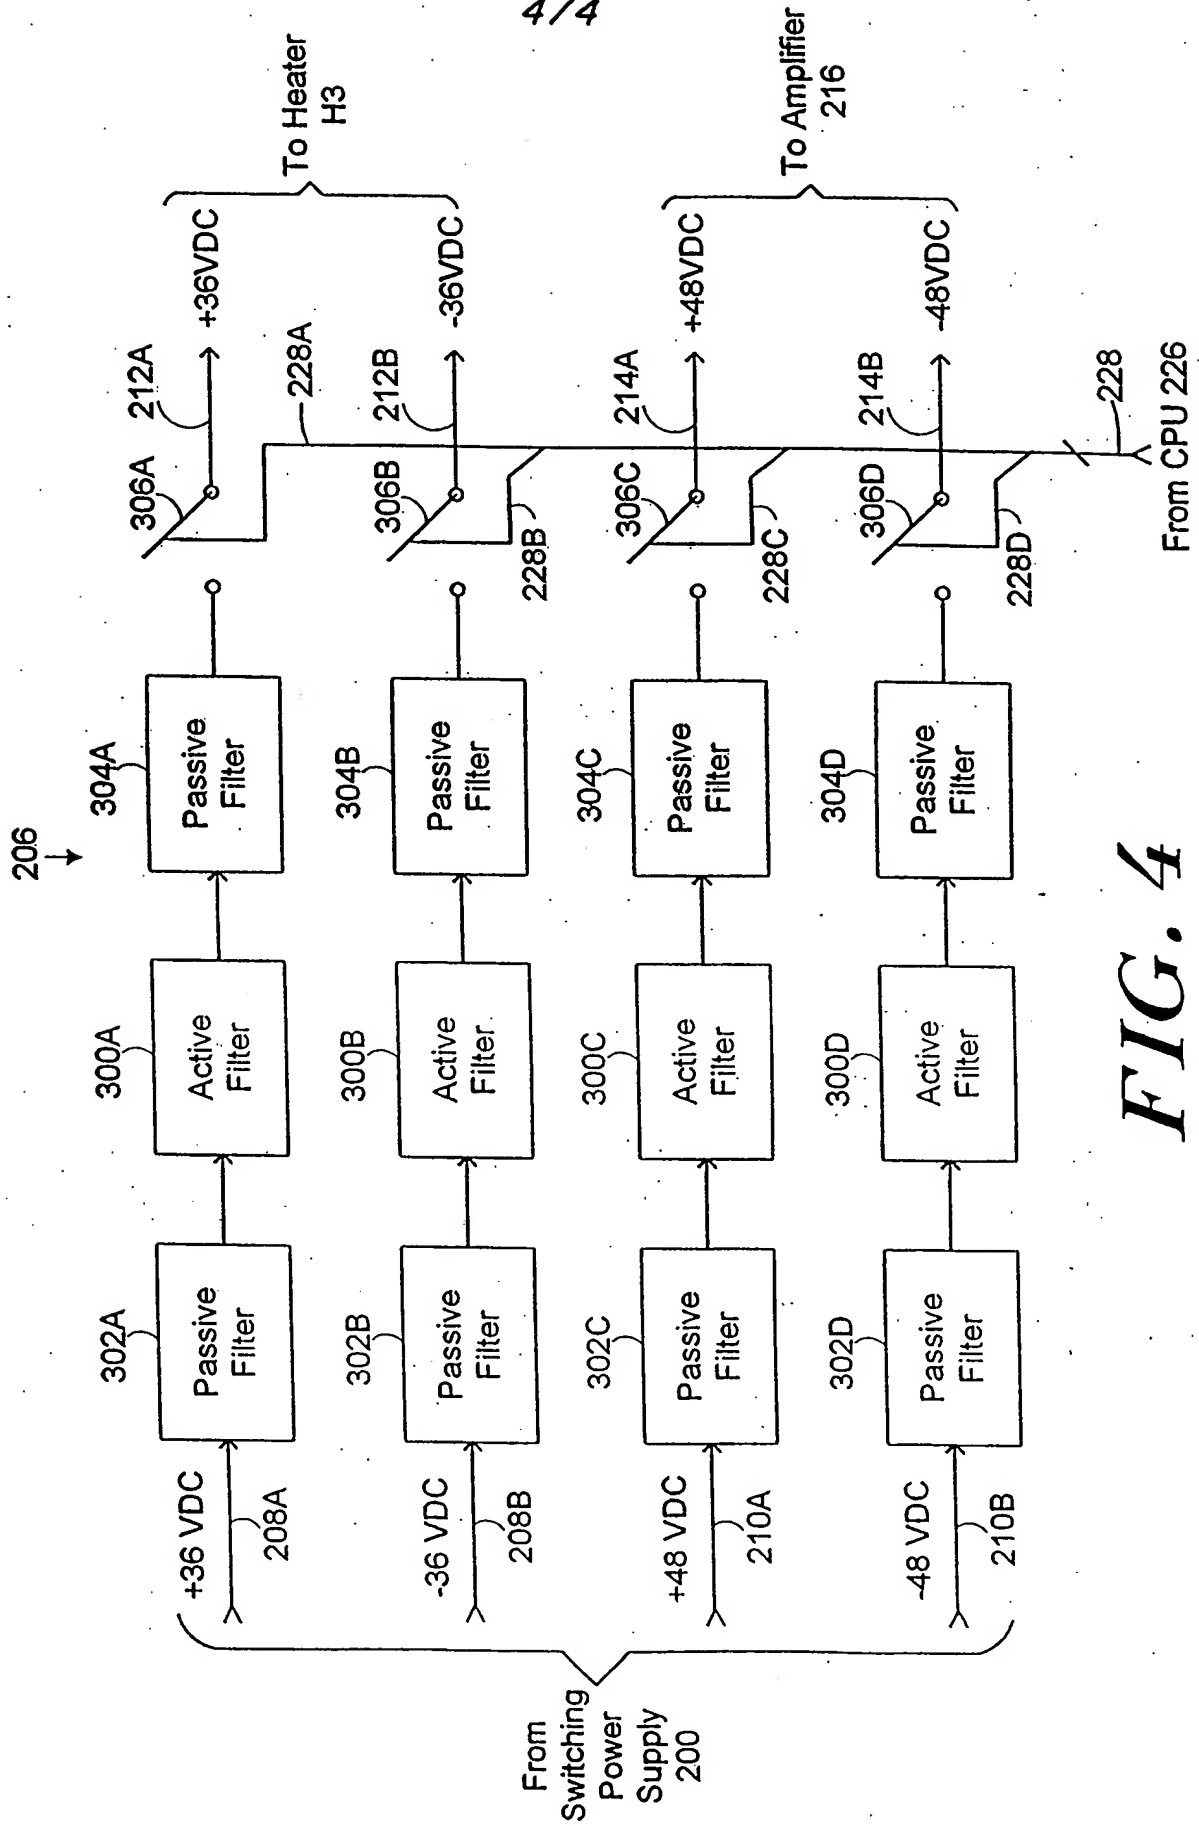 4/4
206
From
Switching
Power
Supply
200
+36 VDC
208A
302A
Passive
Filter
300A
Active
Filter
304A
Passive
Filter
306A
212A
+36VDC
228A
-36 VDC
208B
302B
Passive
Filter
300B
Active
Filter
304B
Passive
Filter
306B
228B
212B
-36VDC
To Heater
H3
+48 VDC
210A
302C
Passive
Filter
300C
Active
Filter
304C
Passive
Filter
306C
228C
214A
+48VDC
-48 VDC
210B
302D
Passive
Filter
300D
Active
Filter
304D
Passive
Filter
306D
228D
214B
-48VDC
To Amplifier
216
228
From CPU 226
FIG. 4